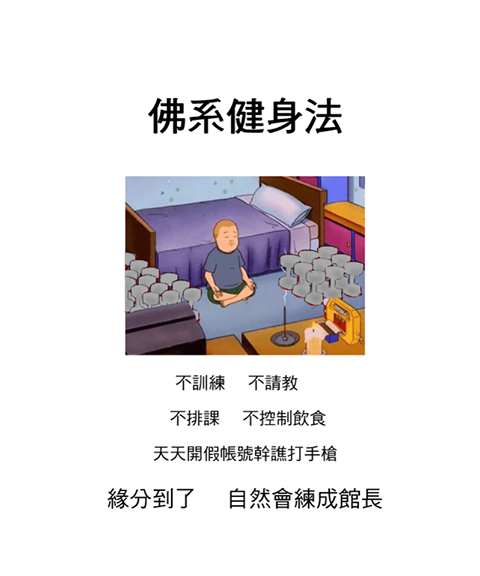 佛系健身法
不訓練 不請教
不排課 不控制飲食
天天開假帳號幹譙打手槍
緣分到了 自然會練成館長